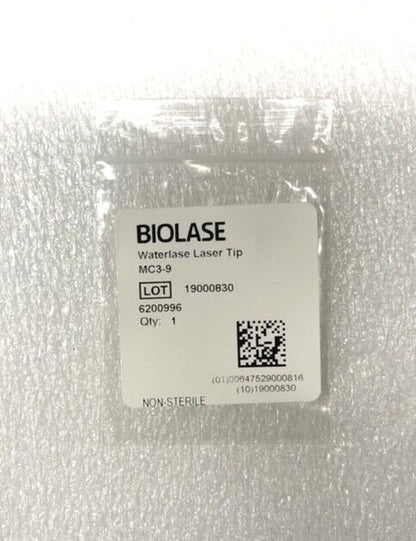 BIOLASE
Waterlase Laser Tip
MC3-9
LOT 19000830
6200996
Qty: 1
(01)00647529000816
(10)19000830
NON-STERILE